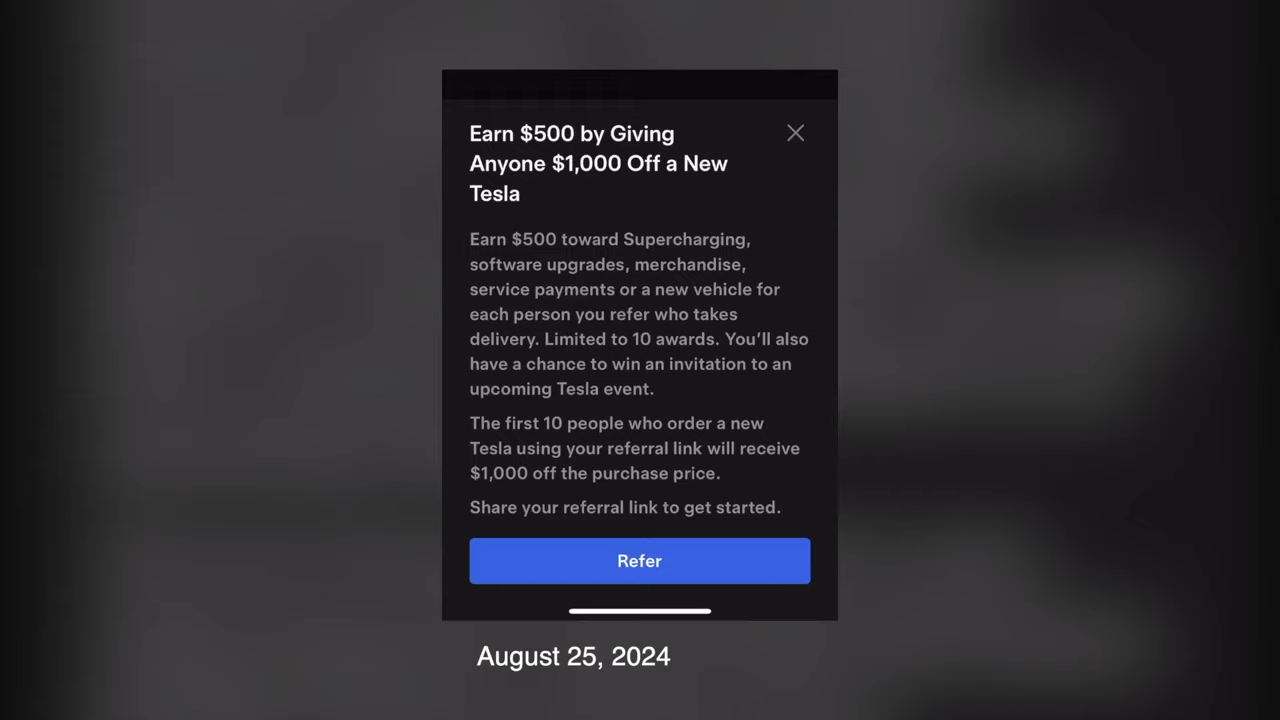 Earn $500 by Giving
Anyone $1,000 Off a New
Tesla
Earn $500 toward Supercharging,
software upgrades, merchandise,
service payments or a new vehicle for
each person you refer who takes
delivery. Limited to 10 awards. You’ll also
have a chance to win an invitation to an
upcoming Tesla event.
The first 10 people who order a new
Tesla using your referral link will receive
$1,000 off the purchase price.
Share your referral link to get started.
Refer
August 25, 2024